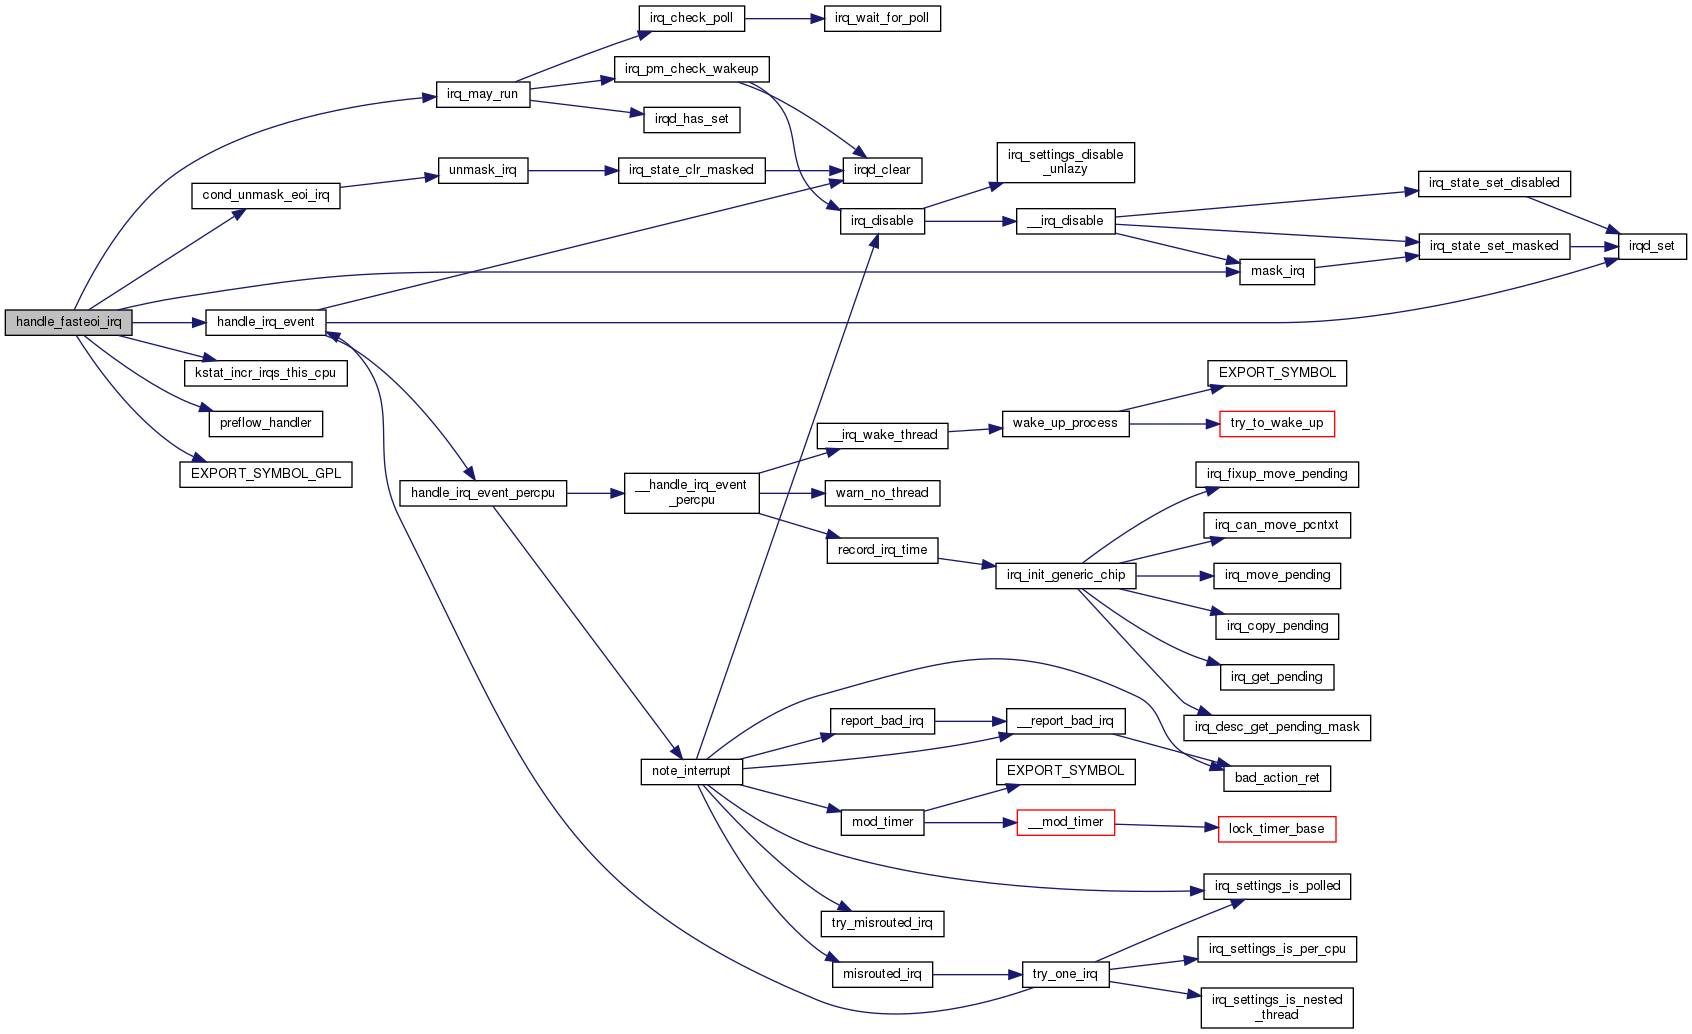 irq_check_poll
irq_wait_for_poll
irq_pm_check_wakeup
irq_may_run
irqd_has_set
irq_settings_disable
_unlazy
unmask_irq
irq_state_clr_masked
irqd_clear
irq_state_set_disabled
cond_unmask_eoi_irq
irq_disable
__irq_disable
irq_state_set_masked
irqd_set
mask_irq
handle_fasteoi_irq
handle_irq_event
kstat_incr_irqs_this_cpu
EXPORT_SYMBOL
preflow_handler
wake_up_process
try_to_wake_up
__irq_wake_thread
EXPORT_SYMBOL_GPL
irq_fixup_move_pending
handle_irq_event_percpu
__handle_irq_event
_percpu
warn_no_thread
irq_can_move_pcntxt
record_irq_time
irq_init_generic_chip
irq_move_pending
irq_copy_pending
irq_get_pending
report_bad_irq
__report_bad_irq
irq_desc_get_pending_mask
note_interrupt
EXPORT_SYMBOL
bad_action_ret
mod_timer
__mod_timer
lock_timer_base
irq_settings_is_polled
try_misrouted_irq
irq_settings_is_per_cpu
misrouted_irq
try_one_irq
irq_settings_is_nested
_thread